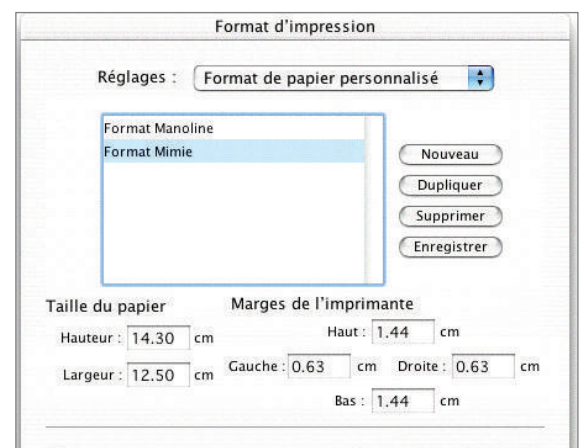 Format d'impression
Réglages : Format de papier personnalisé
Format Manoline
Format Mimie
Nouveau
Dupliquer
Supprimer
Enregistrer
Taille du papier
Hauteur : 14.30 cm
Largeur : 12.50 cm
Marges de l'imprimante
Haut : 1.44 cm
Gauche : 0.63 cm Droite : 0.63 cm
Bas : 1.44 cm